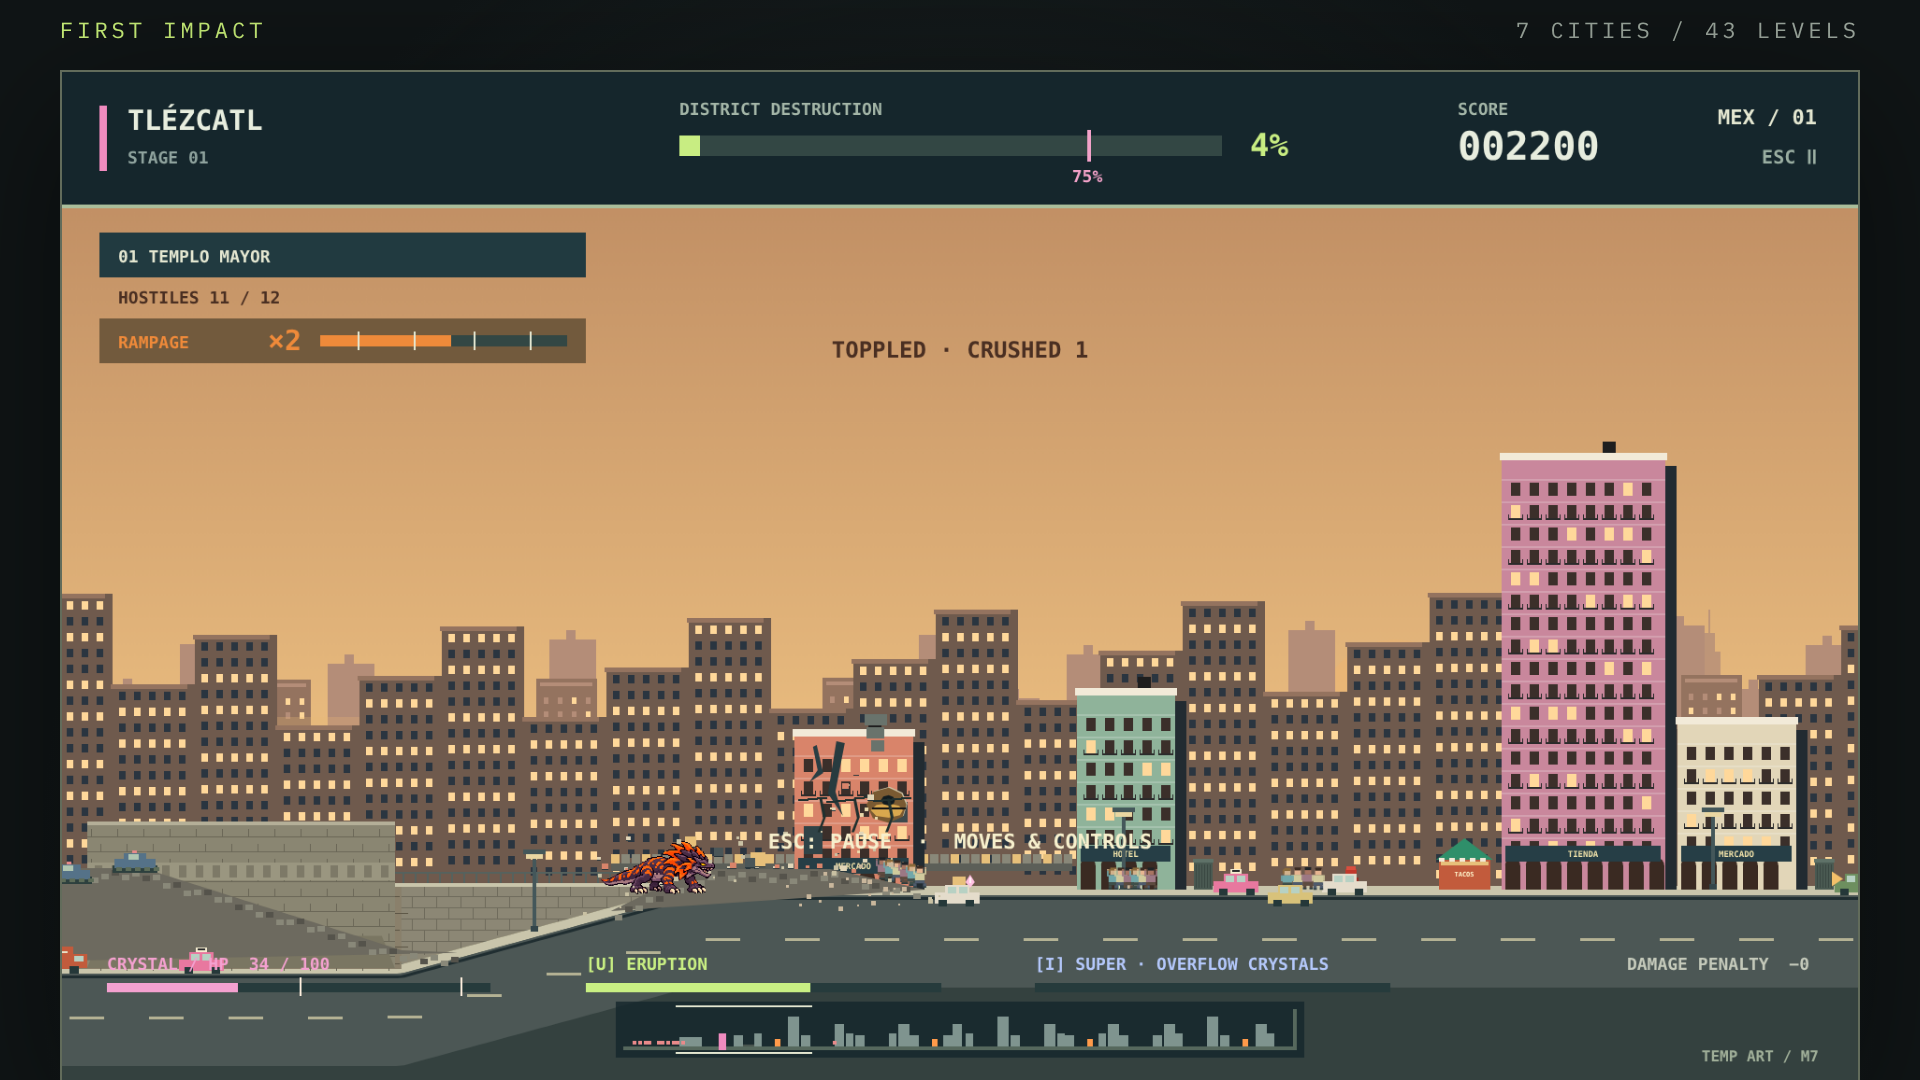 FIRST IMPACT
7 CITIES / 43 LEVELS
TLÉZCATL
STAGE 01
DISTRICT DESTRUCTION
4%
75%
SCORE
002200
MEX / 01
ESC II
01 TEMPLO MAYOR
HOSTILES 11 / 12
RAMPAGE ×2
TOPPLED · CRUSHED 1
ESC: PAUSE · MOVES & CONTROLS
MERCADO
HOTEL
TACOS
TIENDA
MERCADO
CRYSTAL / HP 34 / 100
[U] ERUPTION
[I] SUPER · OVERFLOW CRYSTALS
DAMAGE PENALTY −0
TEMP ART / M7